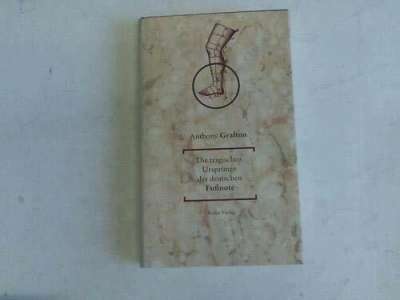 Anthony Grafton
Die tragischen
Ursprünge
der deutschen
Fußnote
Berlin Verlag